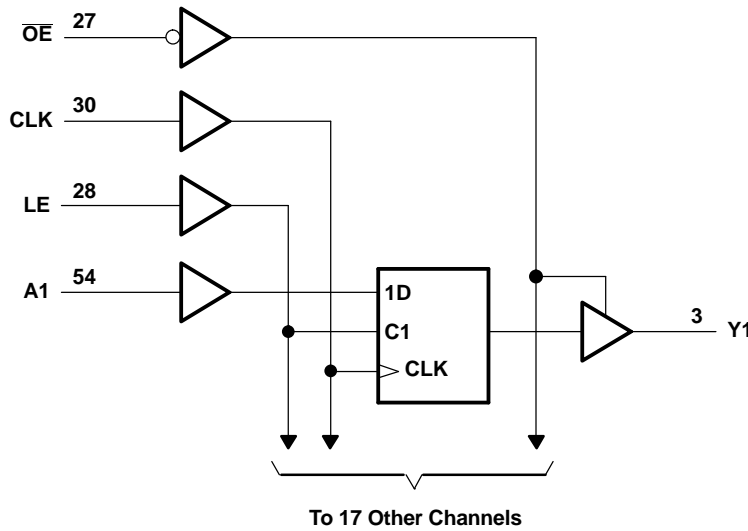 OE 27
CLK 30
LE 28
A1 54
1D
C1
CLK
3 Y1
To 17 Other Channels